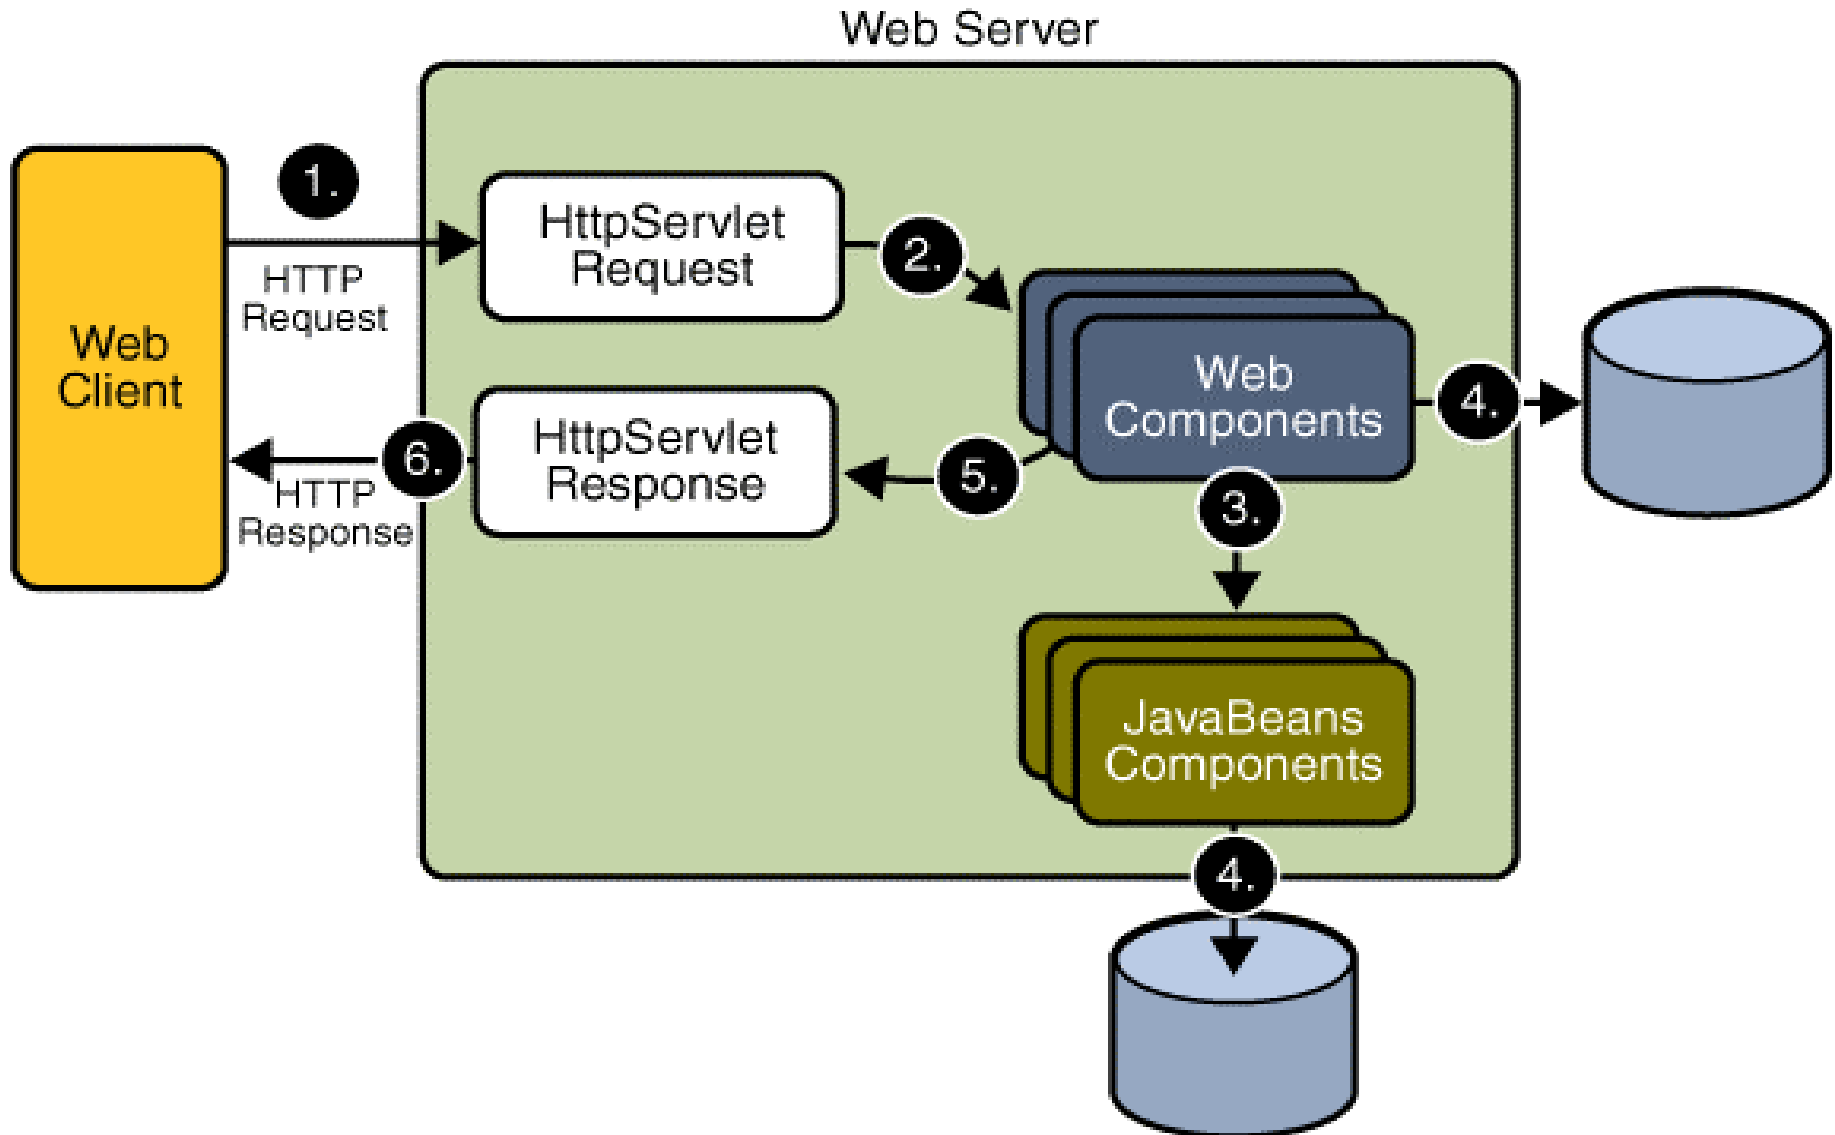 Web Server
1.
HTTP
Request
Web
Client
HttpServlet
Request
2.
Web
Components
4.
HttpServlet
Response
5.
6.
HTTP
Response
3.
JavaBeans
Components
4.